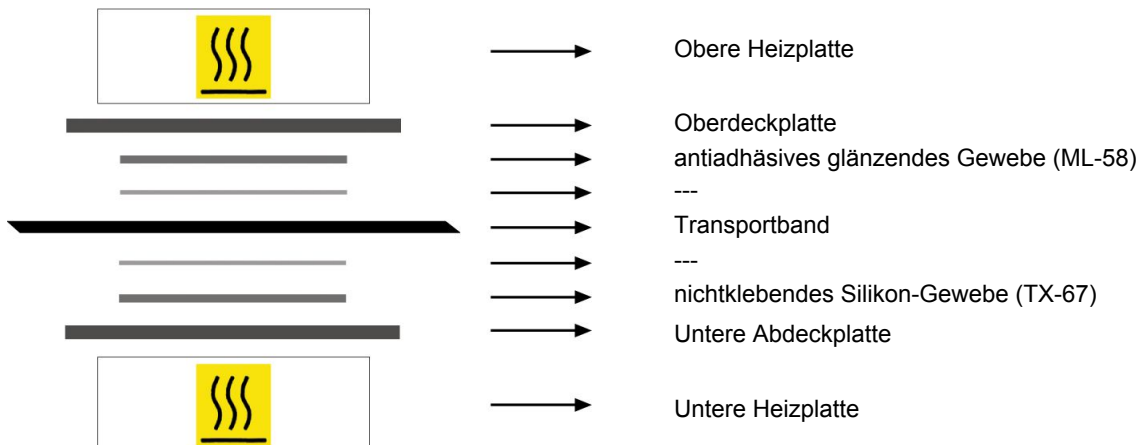 Obere Heizplatte
Oberdeckplatte
antiadhäsives glänzendes Gewebe (ML-58)
---
Transportband
---
nichtklebendes Silikon-Gewebe (TX-67)
Untere Abdeckplatte
Untere Heizplatte